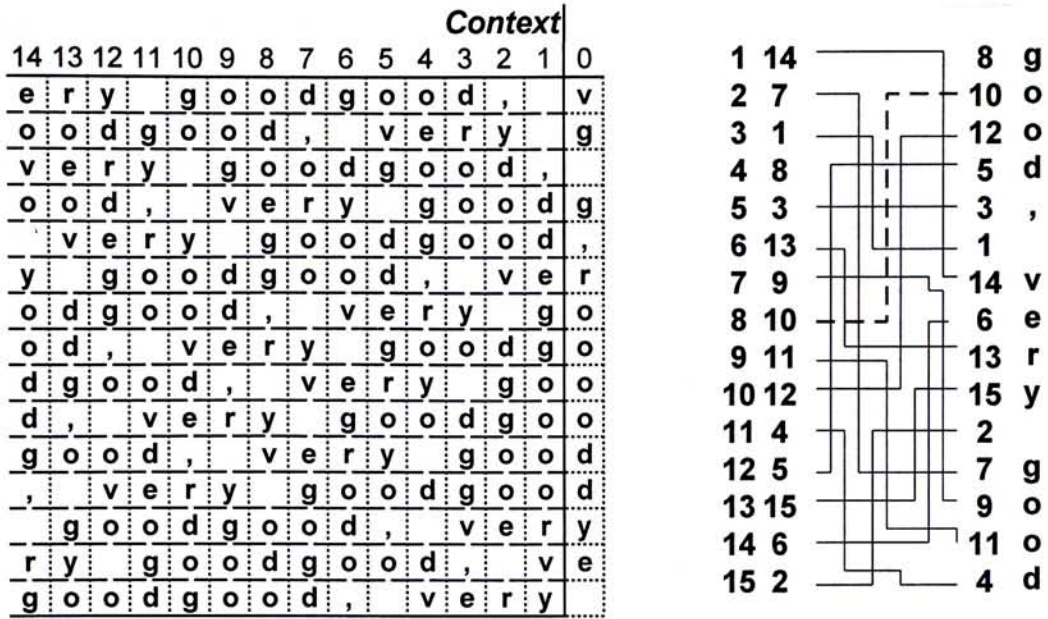 Context
14 13 12 11 10 9 8 7 6 5 4 3 2 1 0
e r y g o o d g o o d , v
o o d g o o d , v e r y g
v e r y g o o d g o o d ,
o o d , v e r y g o o d g
v e r y g o o d g o o d ,
y g o o d g o o d , v e r
o d g o o d , v e r y g o
o d , v e r y g o o d g o
d g o o d , v e r y g o o
d , v e r y g o o d g o o
g o o d , v e r y g o o d
, v e r y g o o d g o o d
g o o d g o o d , v e r y
r y g o o d g o o d , v e
g o o d g o o d , v e r y
1 14 8 g
2 7 10 o
3 1 12 o
4 8 5 d
5 3 3 ,
6 13 1
7 9 14 v
8 10 6 e
9 11 13 r
10 12 15 y
11 4 2
12 5 7 g
13 15 9 o
14 6 11 o
15 2 4 d